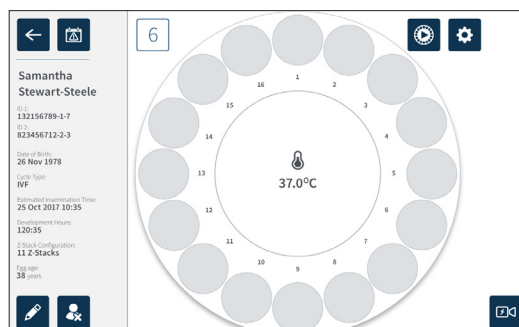 6
Samantha
Stewart-Steele
ID 1:
132156789-1-7
ID 2:
823456712-2-3
Date of Birth:
26 Nov 1978
Cycle Type:
IVF
Estimated Insemination Time:
25 Oct 2017 10:35
Development Hours:
120:35
Z-Stack Configuration:
11 Z-Stacks
Egg age:
38 years
1
2
3
4
5
6
7
8
9
10
11
12
13
14
15
16
37.0°C